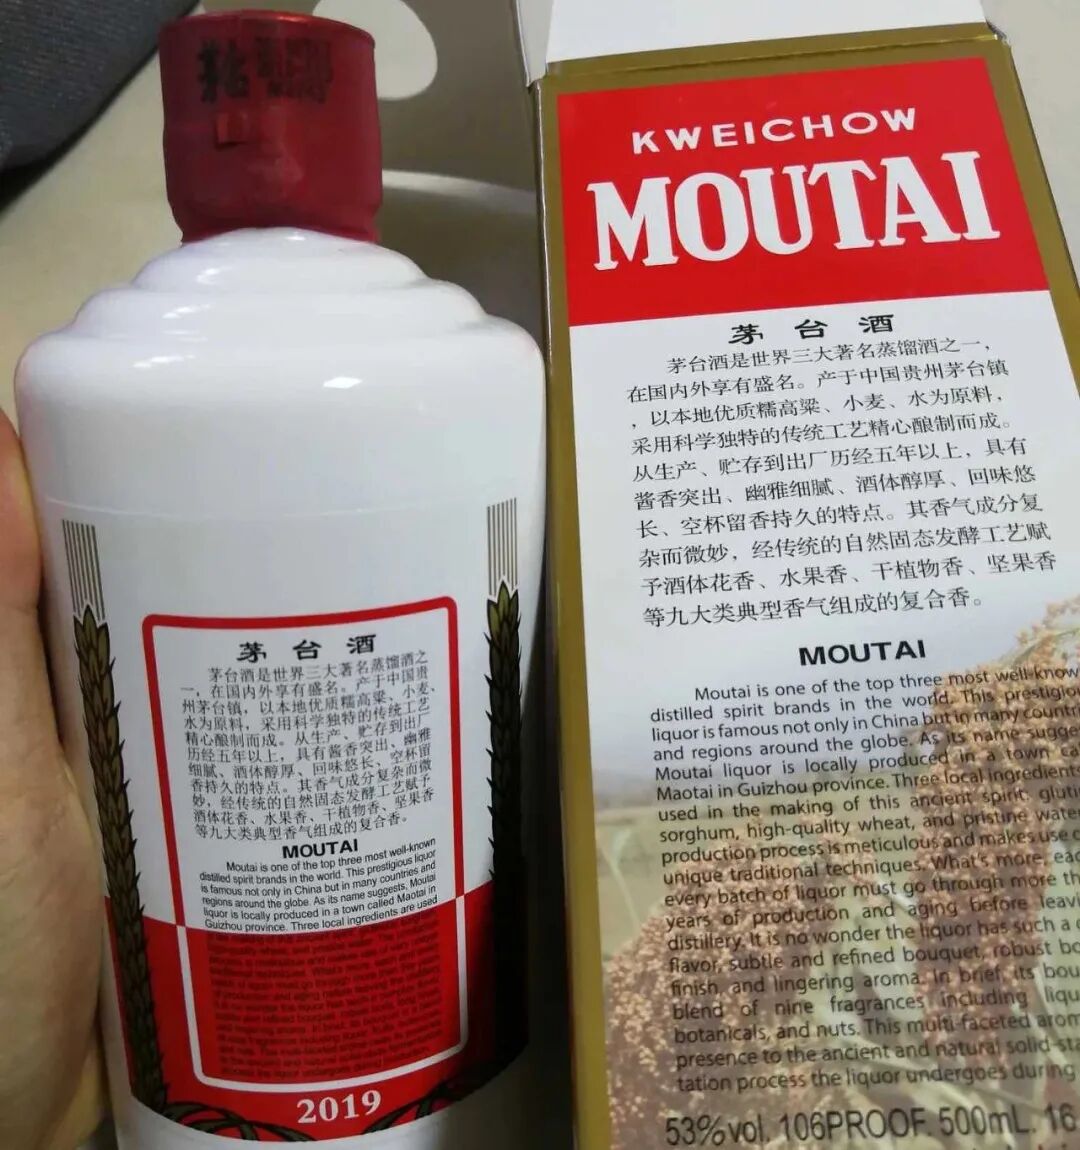 茅台酒
茅台酒是世界三大著名蒸馏酒之
一，在国内外享有盛名。产于中国贵
州茅台镇，以本地优质糯高粱、小麦、
水为原料，采用科学独特的传统工艺
精心酿制而成。从生产、贮存到出厂
历经五年以上，具有酱香突出、幽雅
细腻、酒体醇厚、回味悠长、空杯留
香持久的特点。其香气成分复杂而微
妙，经传统的自然固态发酵工艺赋予
酒体花香、水果香、干植物香、坚果香
等九大类典型香气组成的复合香。
MOUTAI
Moutai is one of the top three most well-known
distilled spirit brands in the world. This prestigious liquor
is famous not only in China but in many countries and
regions around the globe. As its name suggests, Moutai
liquor is locally produced in a town called Maotai in
Guizhou province. Three local ingredients are used
2019
KWEICHOW
MOUTAI
茅台酒
茅台酒是世界三大著名蒸馏酒之一，
在国内外享有盛名。产于中国贵州茅台镇
，以本地优质糯高粱、小麦、水为原料，
采用科学独特的传统工艺精心酿制而成。
从生产、贮存到出厂历经五年以上，具有
酱香突出、幽雅细腻、酒体醇厚、回味悠
长、空杯留香持久的特点。其香气成分复
杂而微妙，经传统的自然固态发酵工艺赋
予酒体花香、水果香、干植物香、坚果香
等九大类典型香气组成的复合香。
MOUTAI
Moutai is one of the top three most well-know
distilled spirit brands in the world. This prestigio
liquor is famous not only in China but in many countri
and regions around the globe. As its name sugge
Moutai liquor is locally produced in a town ca
Maotai in Guizhou province. Three local ingredients
used in the making of this ancient spirit: gluti
sorghum, high-quality wheat, and pristine water
production process is meticulous and makes use o
unique traditional techniques. What's more, eac
every batch of liquor must go through more th
years of production and aging before leavi
distillery. It is no wonder the liquor has such a c
flavor, subtle and refined bouquet, robust bo
finish, and lingering aroma. In brief, its bou
blend of nine fragrances including liqu
botanicals, and nuts. This multi-faceted arom
presence to the ancient and natural solid-sta
tation process the liquor undergoes during
53%vol. 106PROOF. 500mL. 16.